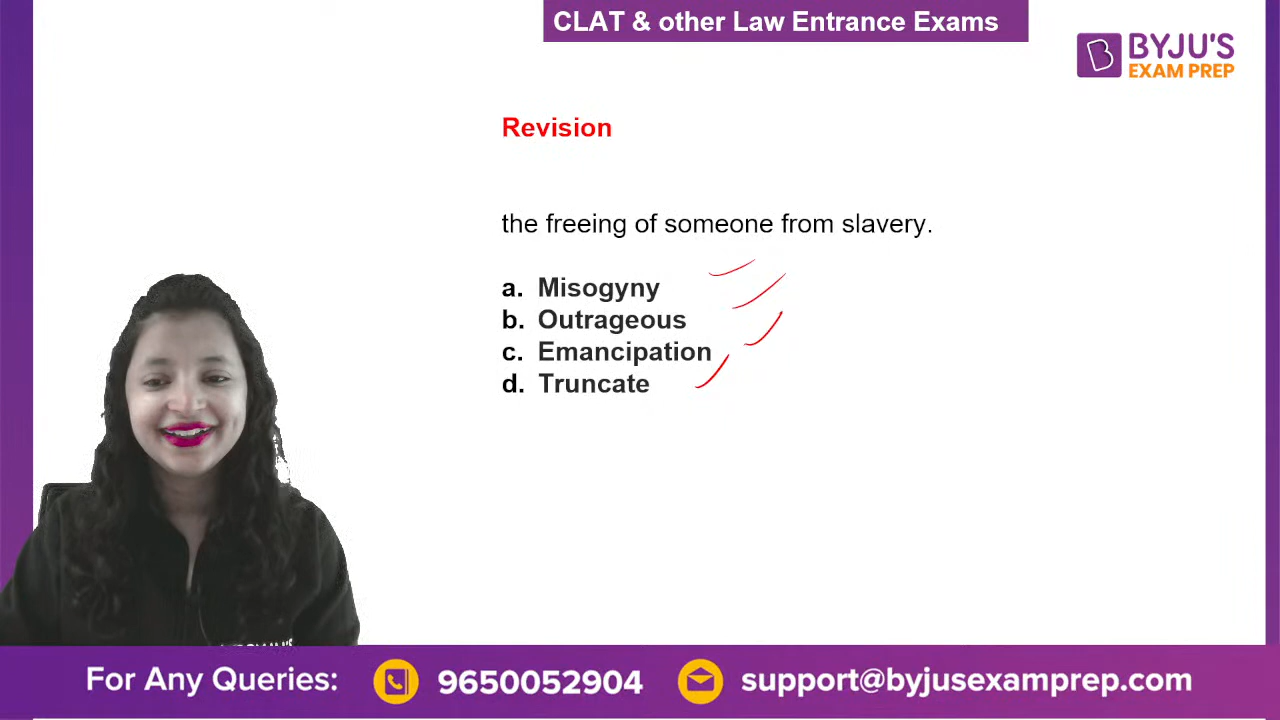 CLAT & other Law Entrance Exams
BYJU'S
EXAM PREP
Revision
the freeing of someone from slavery.
a. Misogyny
b. Outrageous
c. Emancipation
d. Truncate
For Any Queries: 9650052904 support@byjusexamprep.com